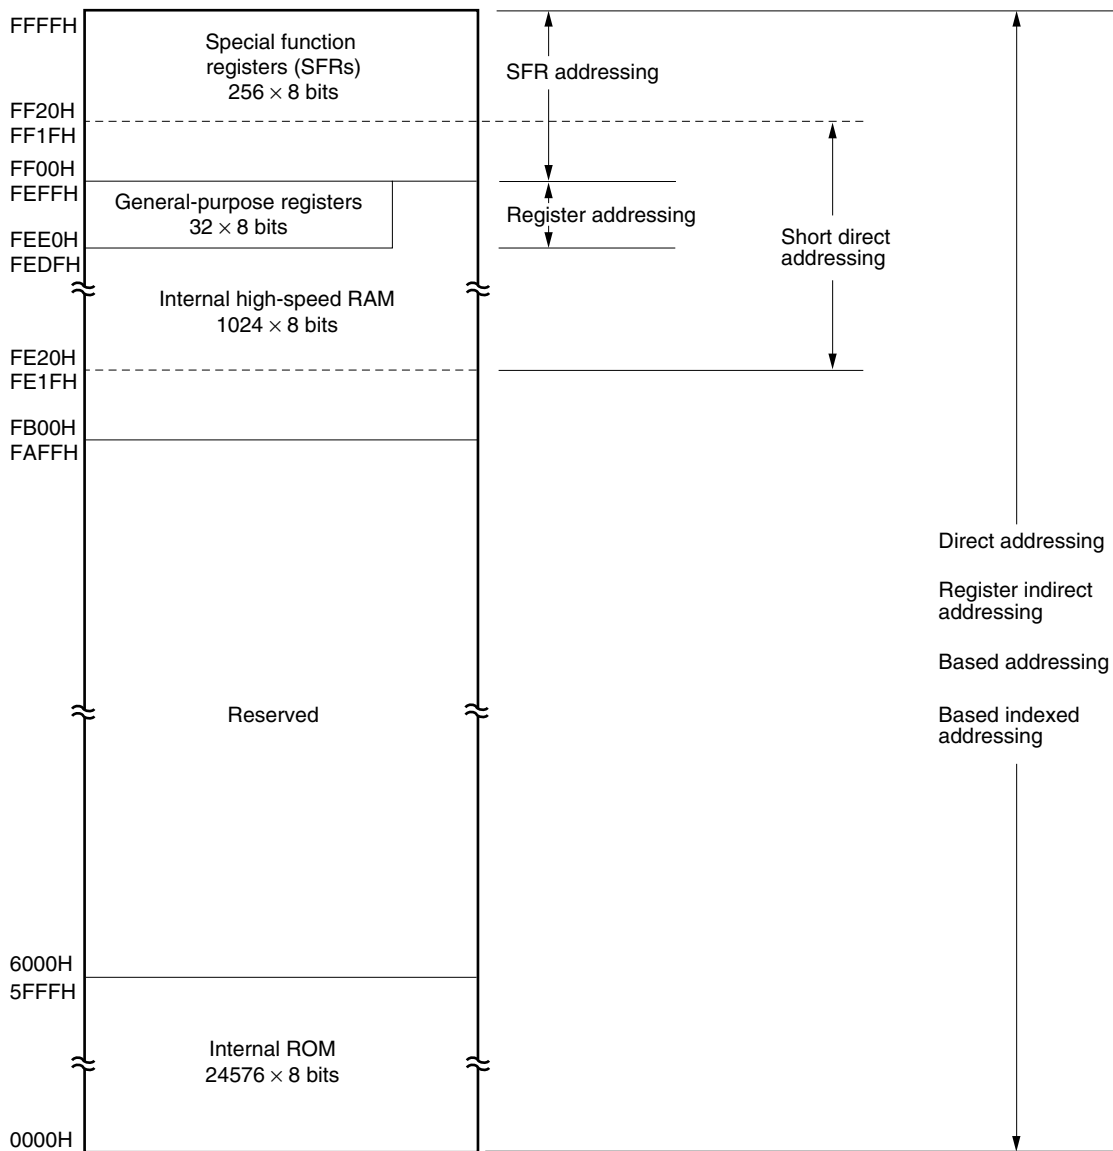 FFFFH
Special function
registers (SFRs)
256 × 8 bits
SFR addressing
FF20H
FF1FH
FF00H
FEFFH
General-purpose registers
32 × 8 bits
Register addressing
FEE0H
FEDFH
Short direct
addressing
Internal high-speed RAM
1024 × 8 bits
FE20H
FE1FH
FB00H
FAFFH
Direct addressing
Register indirect
addressing
Based addressing
Based indexed
addressing
Reserved
6000H
5FFFH
Internal ROM
24576 × 8 bits
0000H